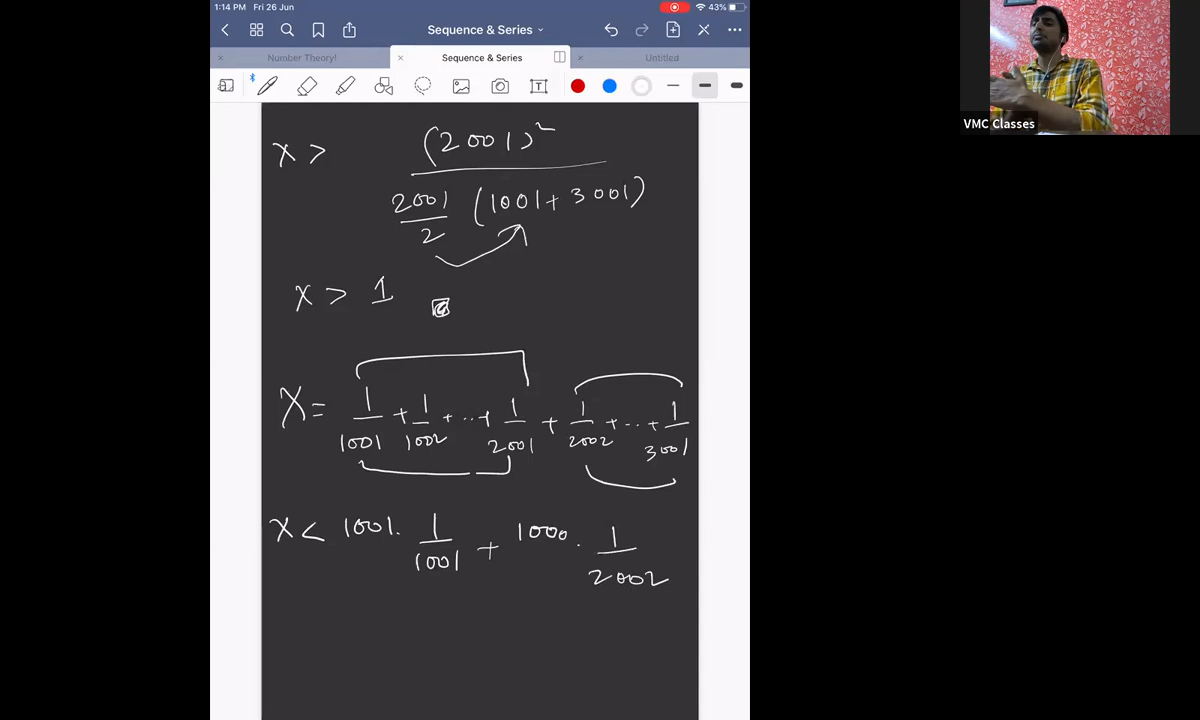 1:14 PM Fri 26 Jun
43%
Sequence & Series
Number Theory!
Sequence & Series
Untitled
T
VMC Classes
x > (2001)² / (2001/2 (1001+3001))
x > 1
X = 1/1001 + 1/1002 + ... + 1/2001 + 1/2002 + ... + 1/3001
x < 1001 . 1/1001 + 1000 . 1/2002